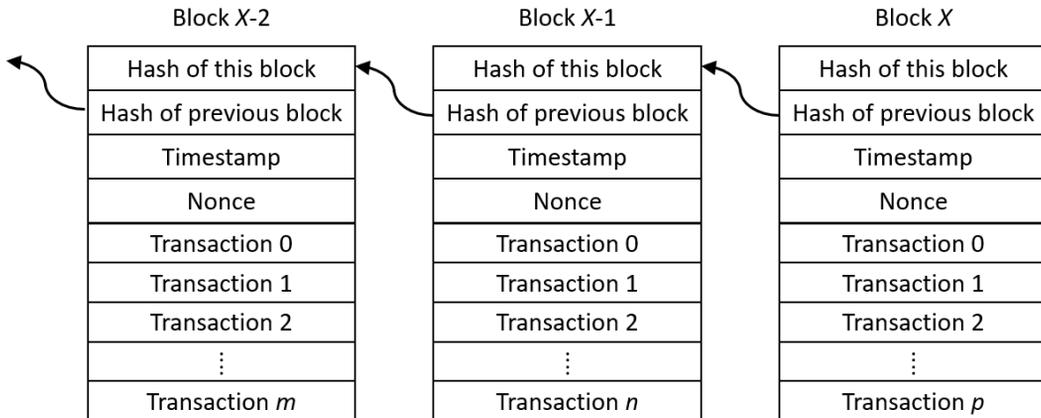 Block X-2
Hash of this block
Hash of previous block
Timestamp
Nonce
Transaction 0
Transaction 1
Transaction 2
⋮
Transaction m
Block X-1
Hash of this block
Hash of previous block
Timestamp
Nonce
Transaction 0
Transaction 1
Transaction 2
⋮
Transaction n
Block X
Hash of this block
Hash of previous block
Timestamp
Nonce
Transaction 0
Transaction 1
Transaction 2
⋮
Transaction p